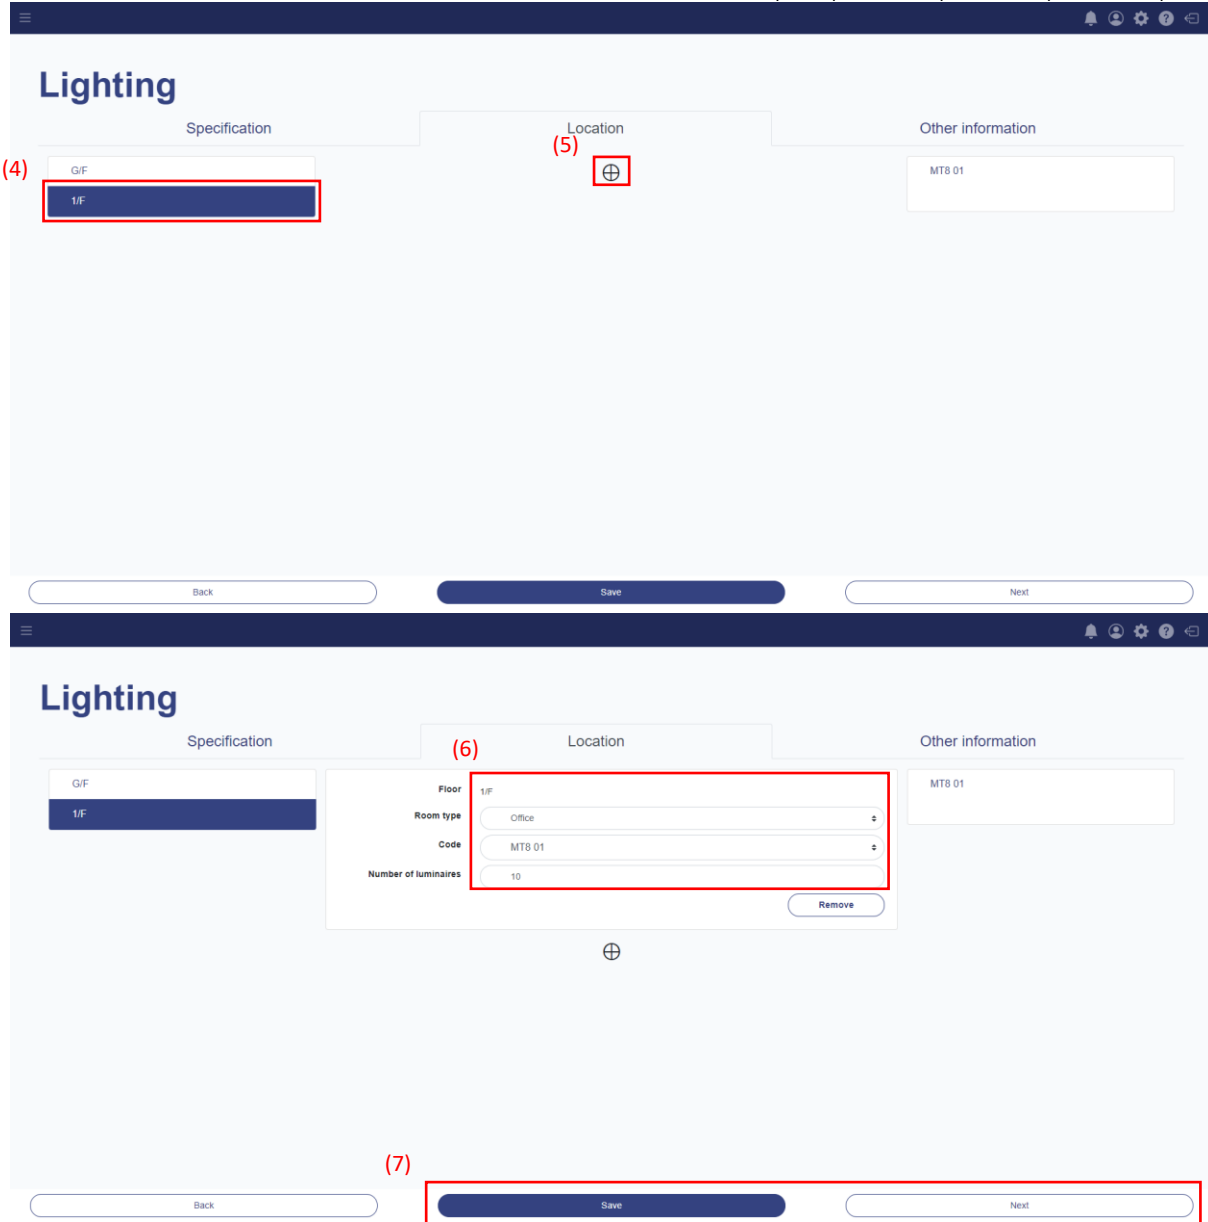 Lighting
Specification Location Other information
(5)
(4) G/F MT8 01
1/F
Back Save Next
Lighting
Specification Location Other information
(6)
G/F Floor 1/F MT8 01
1/F Room type Office
Code MT8 01
Number of luminaires 10
Remove
(7)
Back Save Next